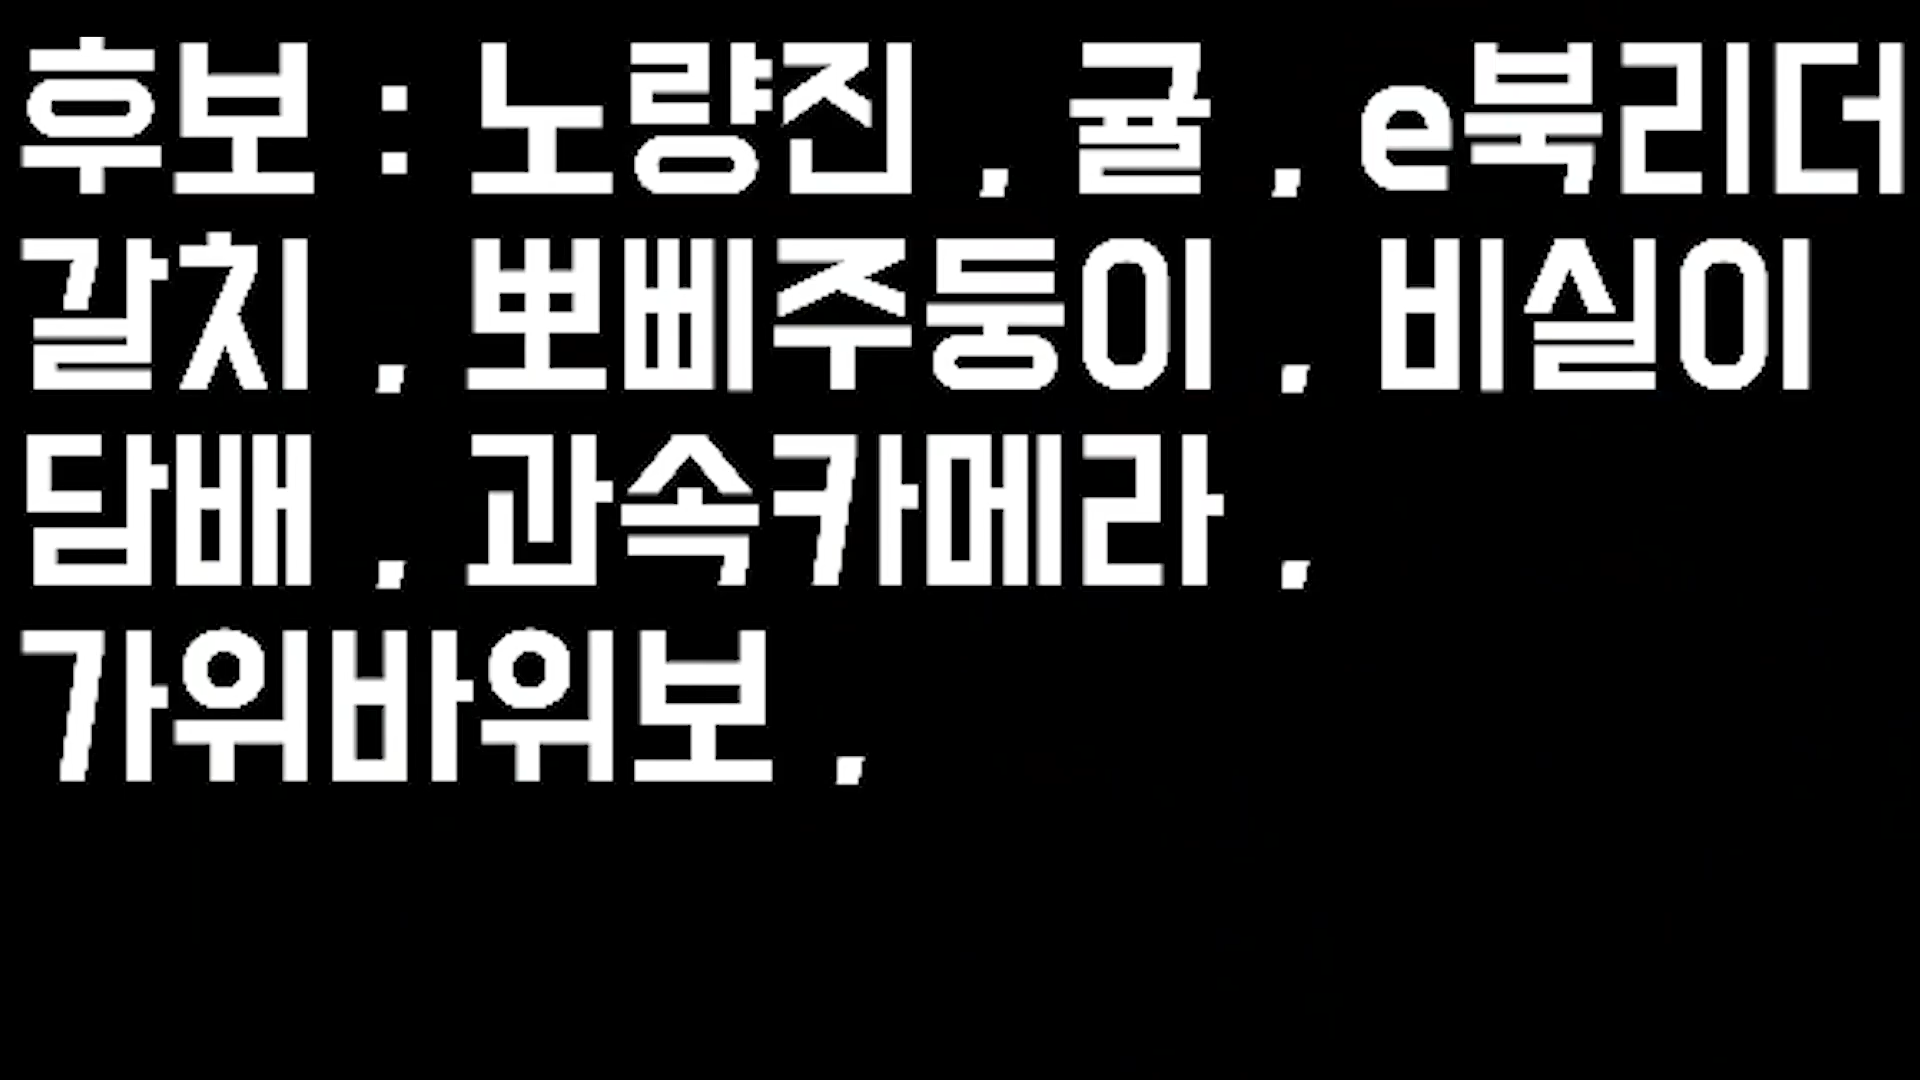 후보 : 노량진 , 귤 , e북리더
갈치 , 뽀삐주둥이 , 비실이
담배 , 과속카메라 ,
가위바위보 ,